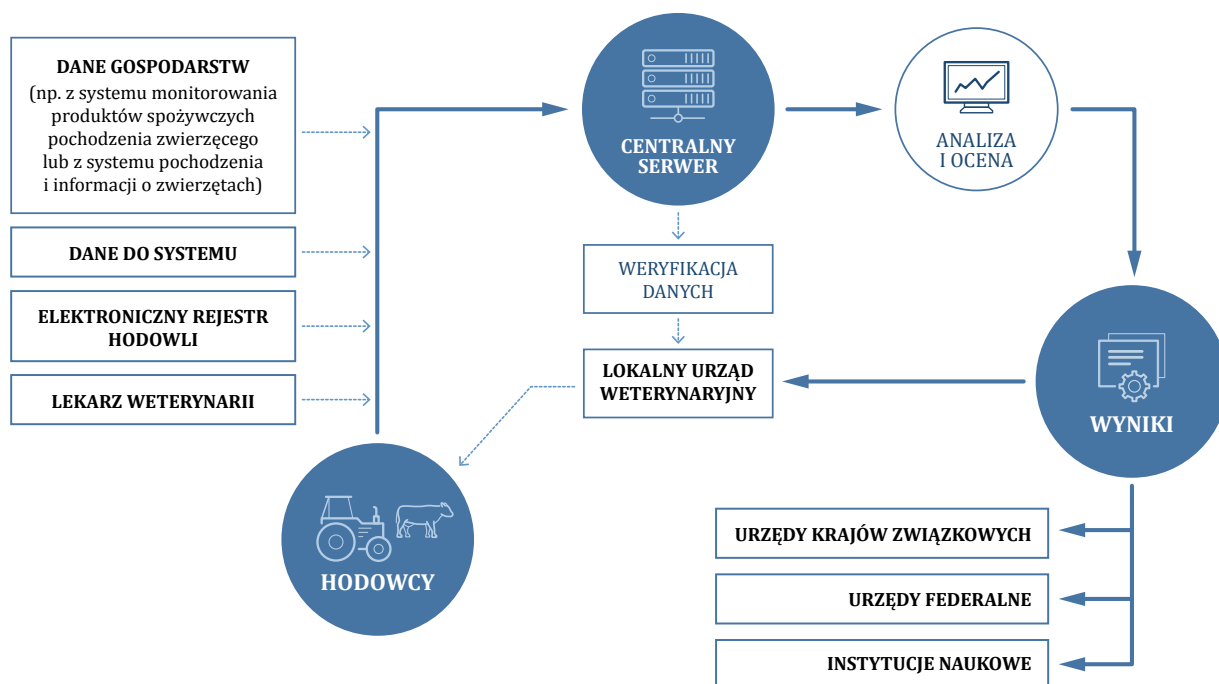 DANE GOSPODARSTW
(np. z systemu monitorowania
produktów spożywczych
pochodzenia zwierzęcego
lub z systemu pochodzenia
i informacji o zwierzętach)
DANE DO SYSTEMU
ELEKTRONICZNY REJESTR
HODOWLI
LEKARZ WETERYNARII
HODOWCY
CENTRALNY
SERWER
WERYFIKACJA
DANYCH
LOKALNY URZĄD
WETERYNARYJNY
ANALIZA
I OCENA
WYNIKI
URZĘDY KRAJÓW ZWIĄZKOWYCH
URZĘDY FEDERALNE
INSTYTUCJE NAUKOWE